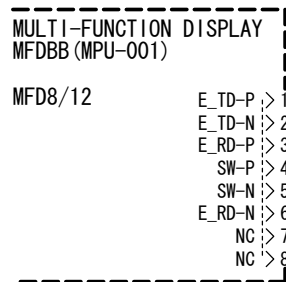 MULTI-FUNCTION DISPLAY
MFDBB(MPU-001)
MFD8/12
E_TD-P 1
E_TD-N 2
E_RD-P 3
SW-P 4
SW-N 5
E_RD-N 6
NC 7
NC 8